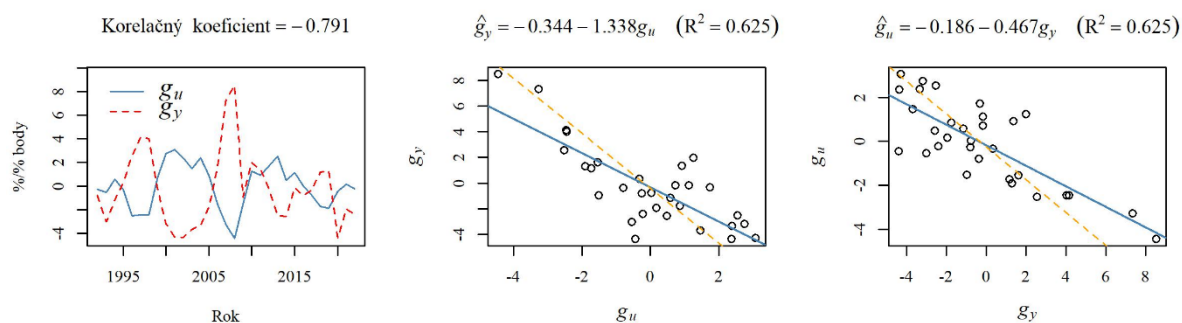 Korelačný koeficient = −0.791
%/% body
8
6
4
2
0
-4
g_u
g_y
1995 2005 2015
Rok
ĝ_y = −0.344 − 1.338g_u (R² = 0.625)
g_y
8
6
4
2
0
-4
-4 -2 0 2
g_u
ĝ_u = −0.186 − 0.467g_y (R² = 0.625)
g_u
2
0
-2
-4
-4 -2 0 2 4 6 8
g_y